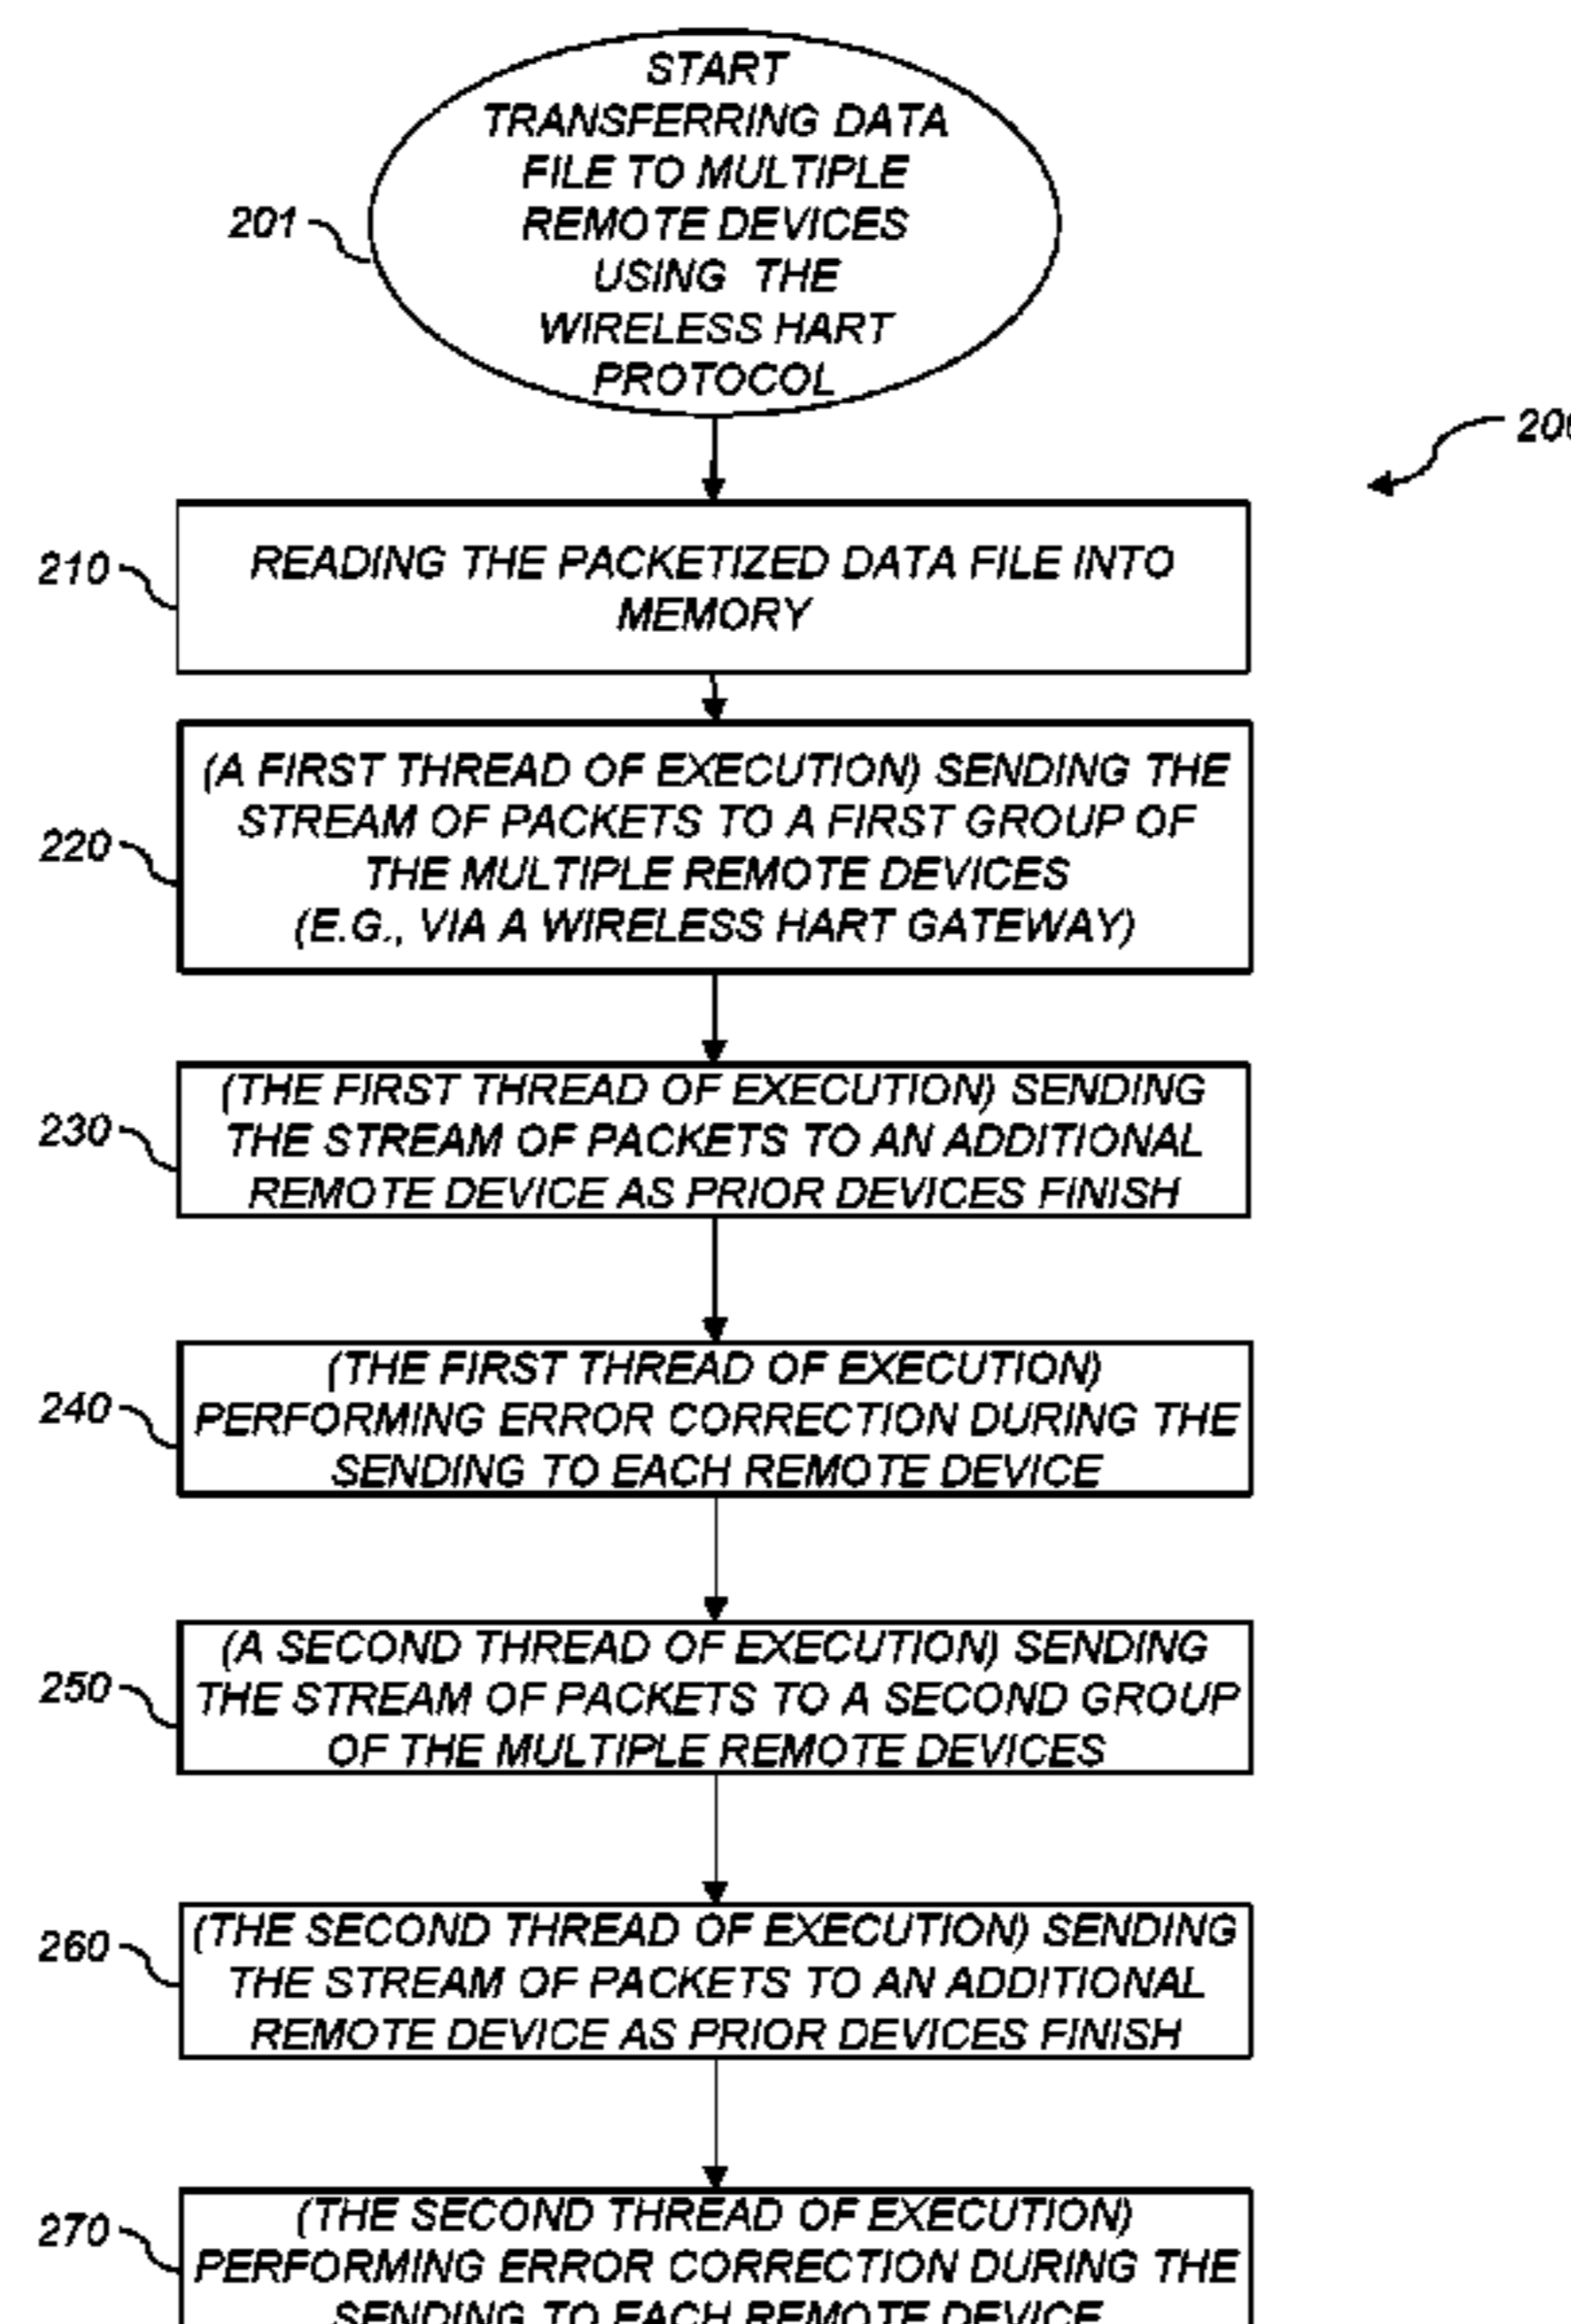 START
TRANSFERRING DATA
FILE TO MULTIPLE
REMOTE DEVICES
USING THE
WIRELESS HART
PROTOCOL
201
210
READING THE PACKETIZED DATA FILE INTO
MEMORY
220
(A FIRST THREAD OF EXECUTION) SENDING THE
STREAM OF PACKETS TO A FIRST GROUP OF
THE MULTIPLE REMOTE DEVICES
(E.G., VIA A WIRELESS HART GATEWAY)
230
(THE FIRST THREAD OF EXECUTION) SENDING
THE STREAM OF PACKETS TO AN ADDITIONAL
REMOTE DEVICE AS PRIOR DEVICES FINISH
240
(THE FIRST THREAD OF EXECUTION)
PERFORMING ERROR CORRECTION DURING THE
SENDING TO EACH REMOTE DEVICE
250
(A SECOND THREAD OF EXECUTION) SENDING
THE STREAM OF PACKETS TO A SECOND GROUP
OF THE MULTIPLE REMOTE DEVICES
260
(THE SECOND THREAD OF EXECUTION) SENDING
THE STREAM OF PACKETS TO AN ADDITIONAL
REMOTE DEVICE AS PRIOR DEVICES FINISH
270
(THE SECOND THREAD OF EXECUTION)
PERFORMING ERROR CORRECTION DURING THE
SENDING TO EACH REMOTE DEVICE